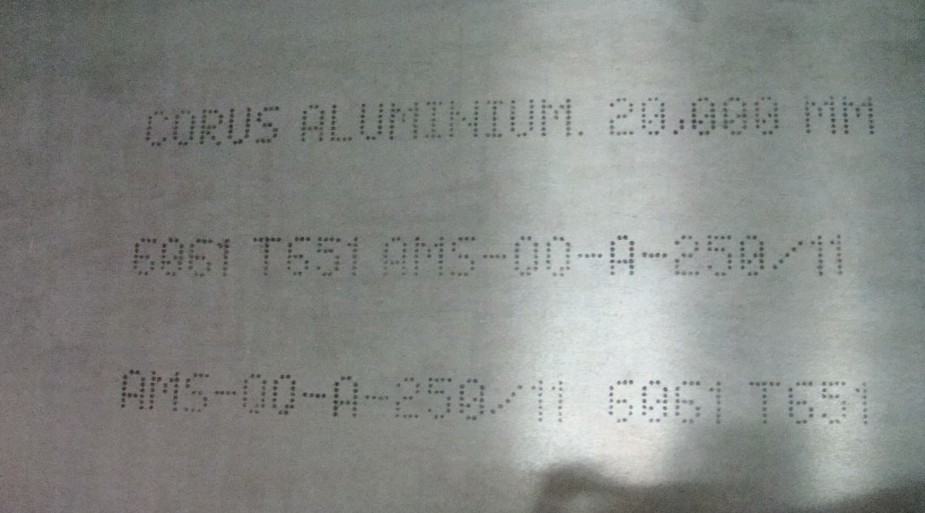 CORUS ALUMINIUM. 20.000 MM
6061 T651 AMS-QQ-A-250/11
AMS-QQ-A-250/11 6061 T651